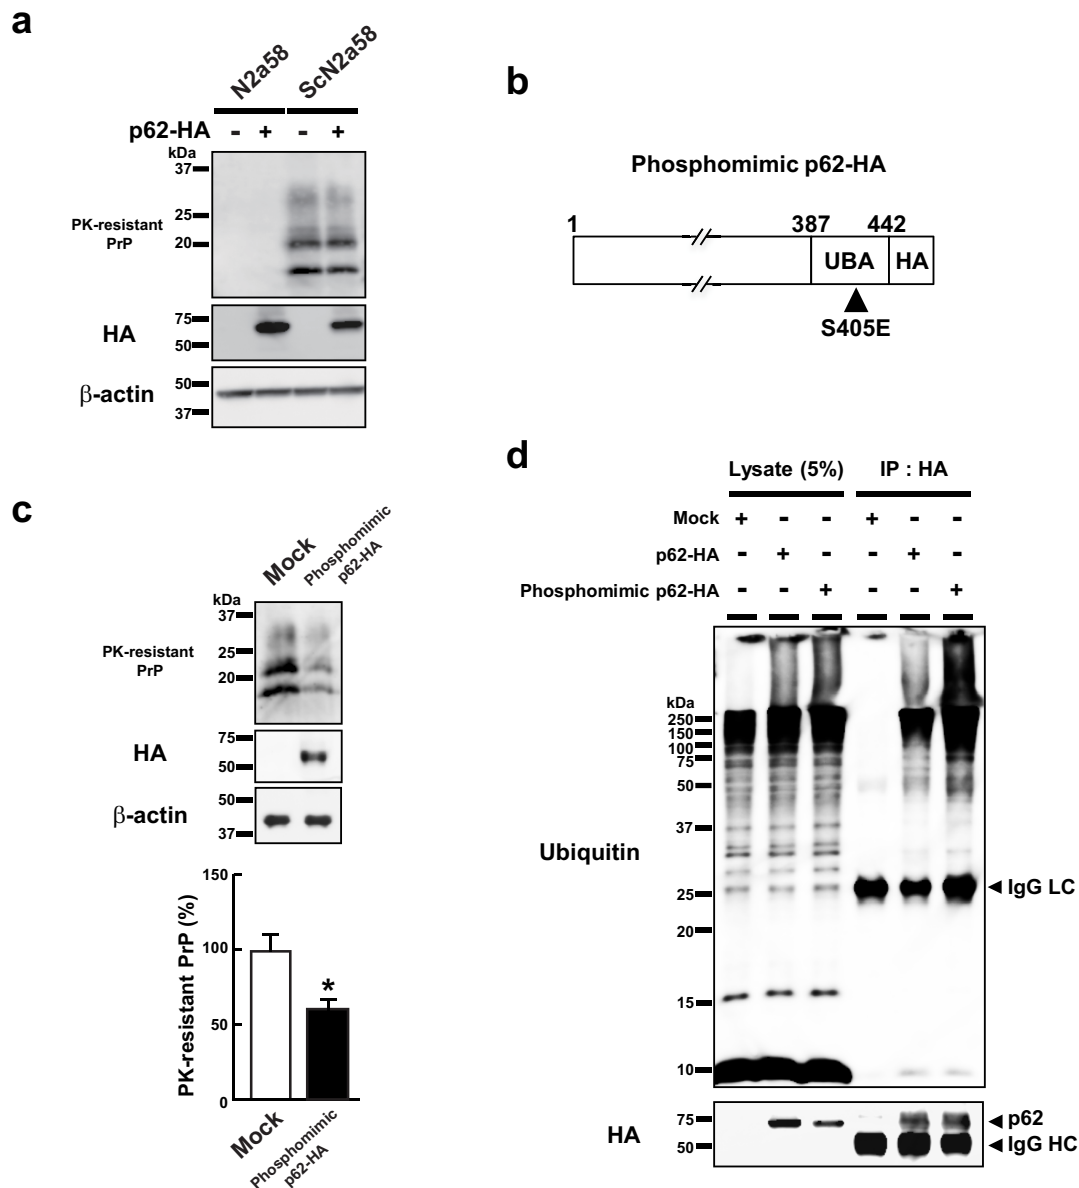 a
N2a58
ScN2a58
p62-HA - + - +
kDa
37
25
PK-resistant
PrP
20
75
HA
50
50
β-actin
37
b
Phosphomimic p62-HA
1 387 442
UBA HA
S405E
c
Mock
Phosphomimic
p62-HA
kDa
37
PK-resistant
PrP
25
20
75
HA
50
50
β-actin
37
PK-resistant PrP (%)
150
100
50
0
*
Mock
Phosphomimic
p62-HA
d
Lysate (5%) IP : HA
Mock + - - + - -
p62-HA - + - - + -
Phosphomimic p62-HA - - + - - +
kDa
250
150
100
75
50
37
Ubiquitin
25
IgG LC
20
15
10
75
p62
HA
50
IgG HC